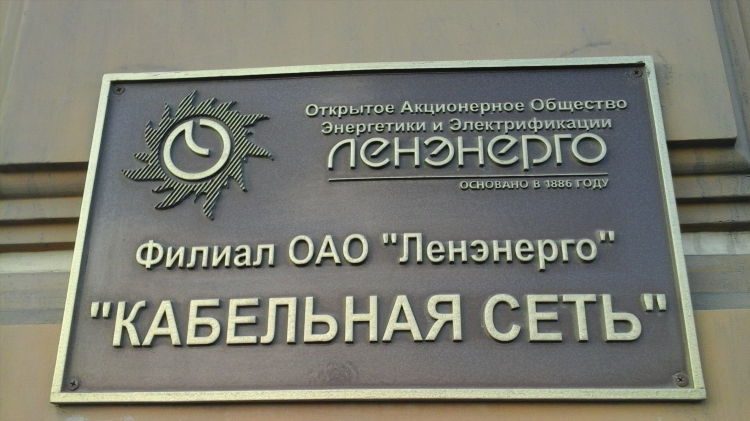 Открытое Акционерное Общество
Энергетики и Электрификации
ЛЕНЭНЕРГО
ОСНОВАНО В 1886 ГОДУ
Филиал ОАО "Ленэнерго"
"КАБЕЛЬНАЯ СЕТЬ"